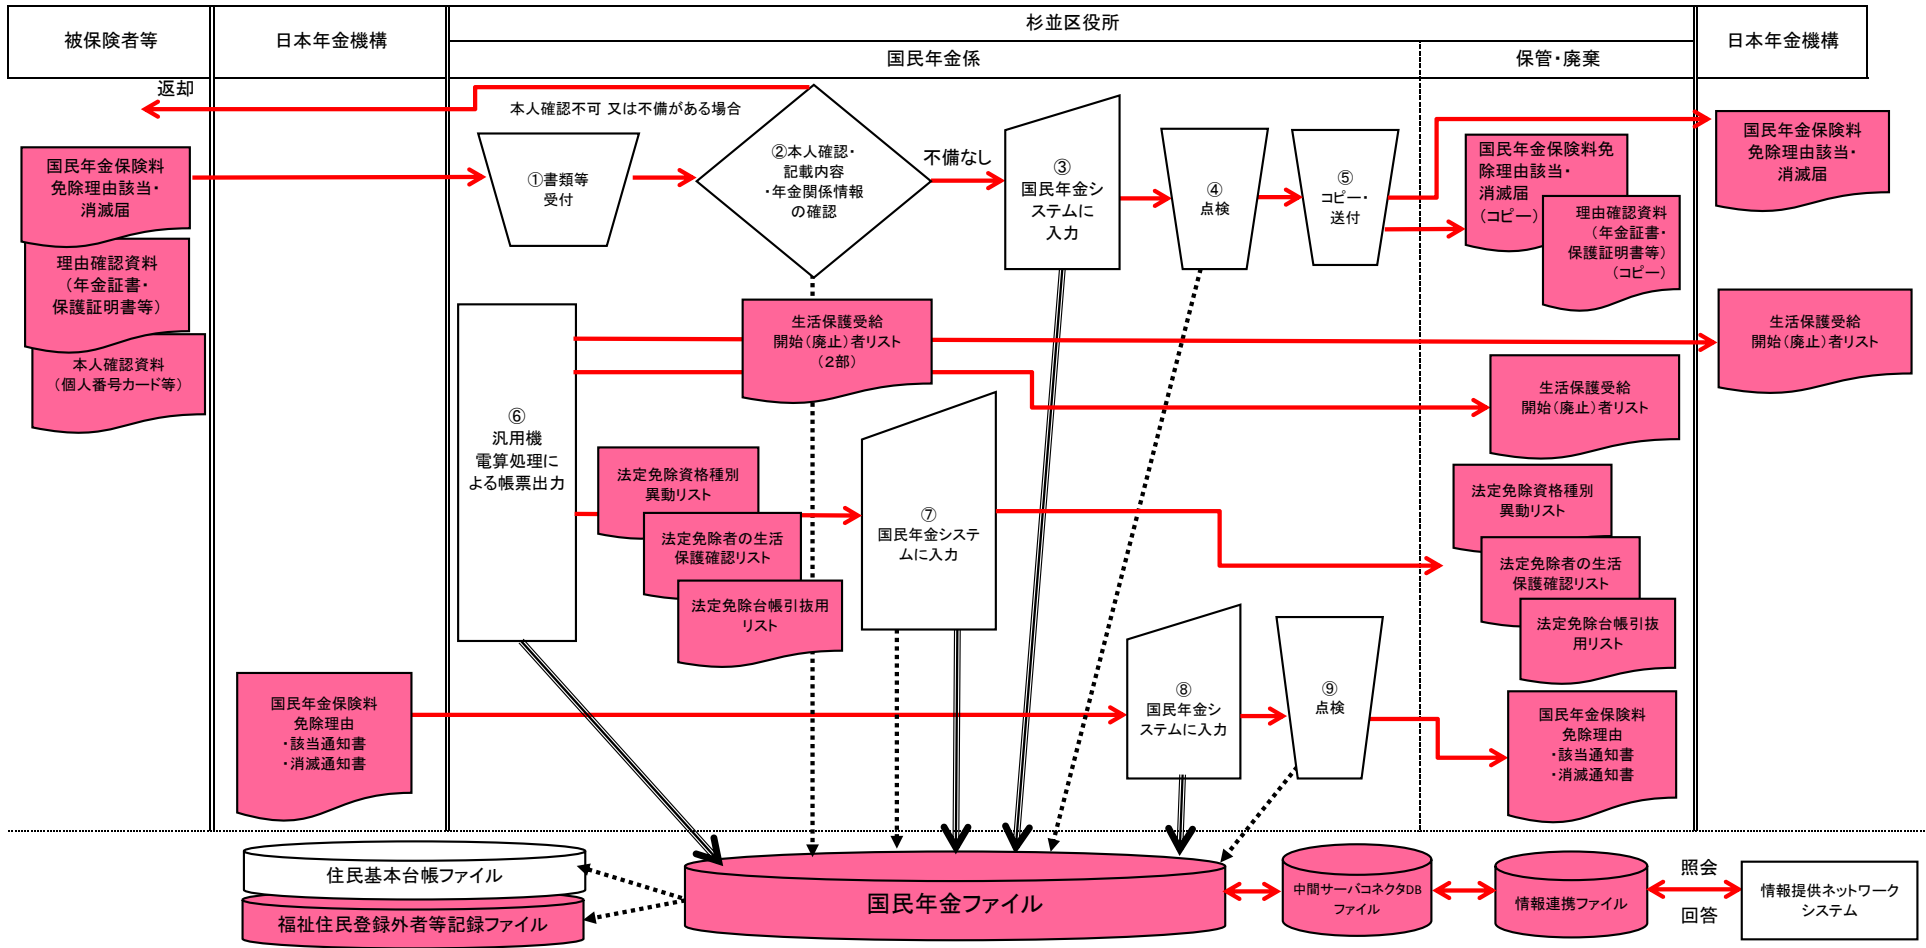 被保険者等
日本年金機構
杉並区役所
国民年金係
保管・廃棄
日本年金機構
返却
本人確認不可 又は不備がある場合
国民年金保険料
免除理由該当・
消滅届
理由確認資料
（年金証書・
保護証明書等）
本人確認資料
（個人番号カード等）
①書類等
受付
②本人確認・
記載内容
・年金関係情報
の確認
不備なし
③
国民年金シ
ステムに
入力
④
点検
⑤
コピー・
送付
国民年金保険料免
除理由該当・
消滅届
（コピー）
理由確認資料
（年金証書・
保護証明書等）
（コピー）
国民年金保険料
免除理由該当・
消滅届
⑥
汎用機
電算処理に
よる帳票出力
生活保護受給
開始（廃止）者リスト
（２部）
生活保護受給
開始（廃止）者リスト
生活保護受給
開始（廃止）者リスト
法定免除資格種別
異動リスト
法定免除者の生活
保護確認リスト
法定免除台帳引抜用
リスト
⑦
国民年金システ
ムに入力
法定免除資格種別
異動リスト
法定免除者の生活
保護確認リスト
法定免除台帳引抜
用リスト
国民年金保険料
免除理由
・該当通知書
・消滅通知書
⑧
国民年金シ
ステムに入力
⑨
点検
国民年金保険料
免除理由
・該当通知書
・消滅通知書
住民基本台帳ファイル
福祉住民登録外者等記録ファイル
国民年金ファイル
中間サーバコネクタDB
ファイル
情報連携ファイル
照会
回答
情報提供ネットワーク
システム